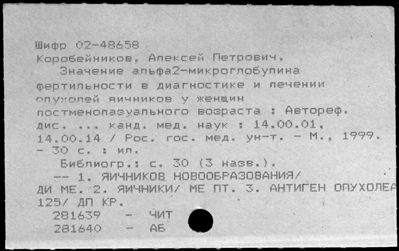 Шифр 02-48658
Коробейников, Алексей Петрович.
Значение альфа2-микроглобулина
фертильности в диагностике и лечении
опухолей яичников у женщин
постменопаузального возраста : Автореф.
дис. ... канд. мед. наук : 14.00.01,
14.00.14 / Рос. гос. мед. ун-т. - М., 1999.
- 30 с. : ил.
Библиогр.: с. 30 (3 назв.).
-- 1. ЯИЧНИКОВ НОВООБРАЗОВАНИЯ/
ДИ МЕ. 2. ЯИЧНИКИ/ МЕ ПТ. 3. АНТИГЕН ОПУХОЛЕА
125/ ДП КР.
281639 - ЧИТ
281640 - АБ